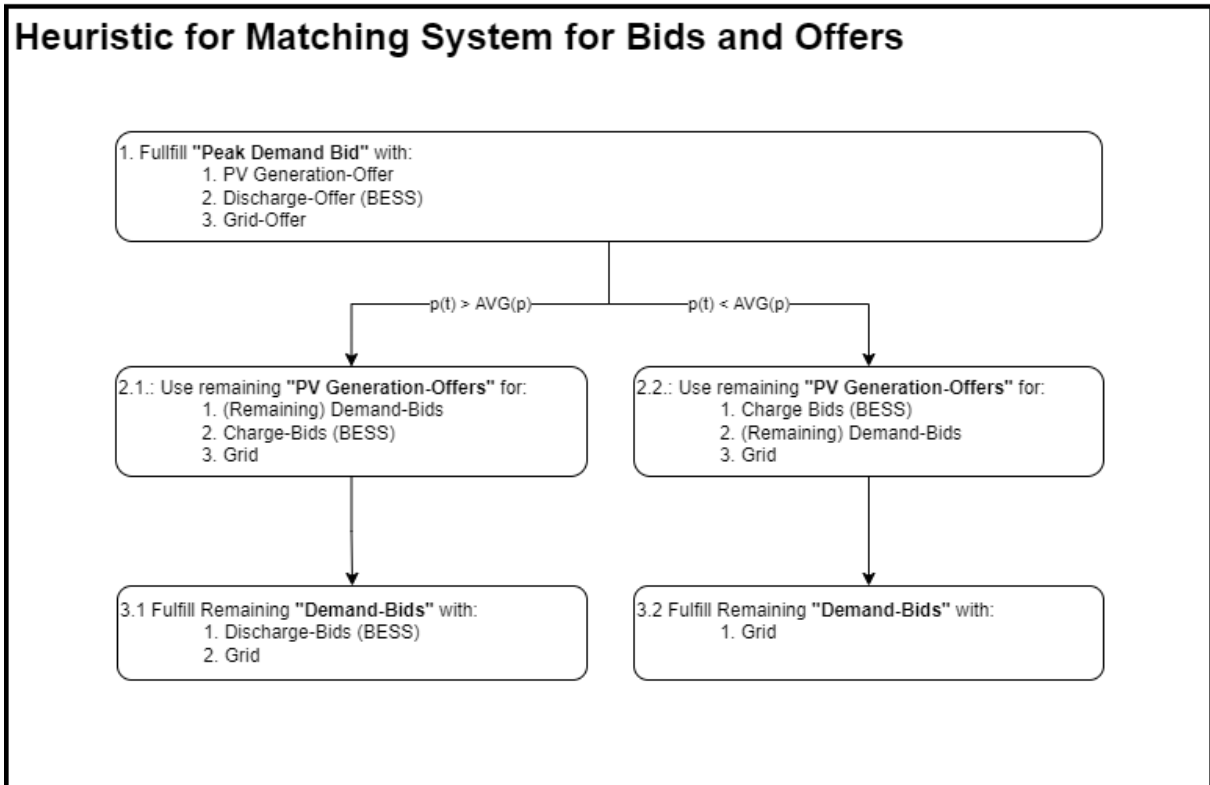 Heuristic for Matching System for Bids and Offers
1. Fullfill "Peak Demand Bid" with:
1. PV Generation-Offer
2. Discharge-Offer (BESS)
3. Grid-Offer
p(t) > AVG(p)
p(t) < AVG(p)
2.1.: Use remaining "PV Generation-Offers" for:
1. (Remaining) Demand-Bids
2. Charge-Bids (BESS)
3. Grid
2.2.: Use remaining "PV Generation-Offers" for:
1. Charge Bids (BESS)
2. (Remaining) Demand-Bids
3. Grid
3.1 Fulfill Remaining "Demand-Bids" with:
1. Discharge-Bids (BESS)
2. Grid
3.2 Fulfill Remaining "Demand-Bids" with:
1. Grid